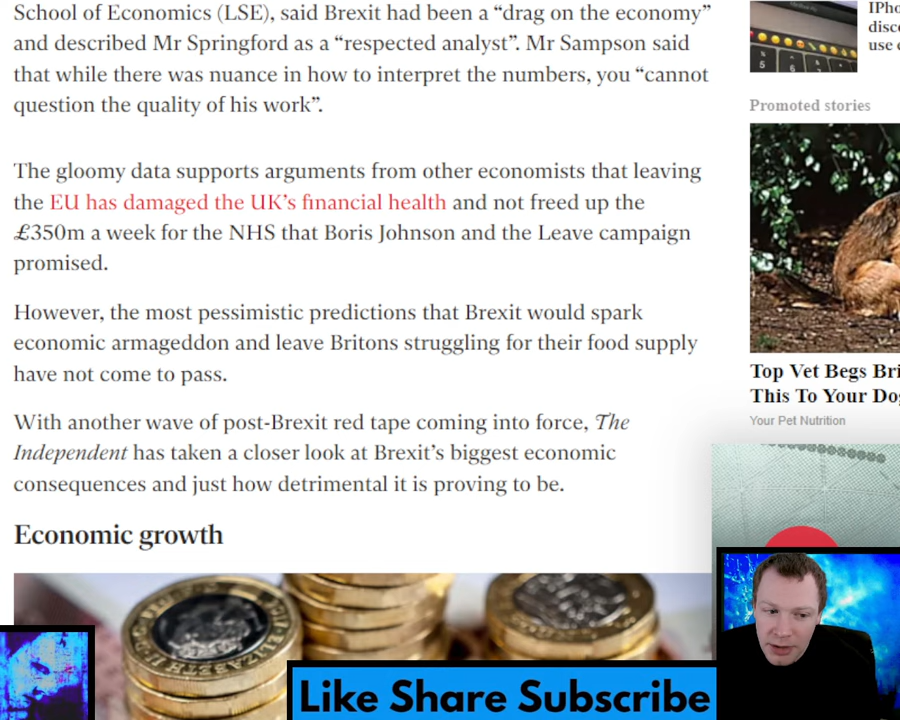 School of Economics (LSE), said Brexit had been a “drag on the economy”
and described Mr Springford as a “respected analyst”. Mr Sampson said
that while there was nuance in how to interpret the numbers, you “cannot
question the quality of his work”.
The gloomy data supports arguments from other economists that leaving
the EU has damaged the UK’s financial health and not freed up the
£350m a week for the NHS that Boris Johnson and the Leave campaign
promised.
However, the most pessimistic predictions that Brexit would spark
economic armageddon and leave Britons struggling for their food supply
have not come to pass.
With another wave of post-Brexit red tape coming into force, The
Independent has taken a closer look at Brexit’s biggest economic
consequences and just how detrimental it is proving to be.
Economic growth
use
5 6
Promoted stories
Top Vet Begs
This To Your
Your Pet Nutrition
Like Share Subscribe